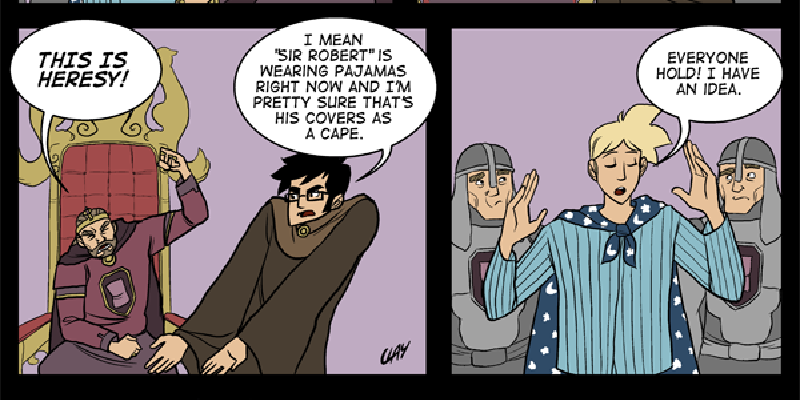 THIS IS
HERESY!
I MEAN
"SIR ROBERT" IS
WEARING PAJAMAS
RIGHT NOW AND I'M
PRETTY SURE THAT'S
HIS COVERS AS
A CAPE.
CLAY
EVERYONE
HOLD! I HAVE
AN IDEA.